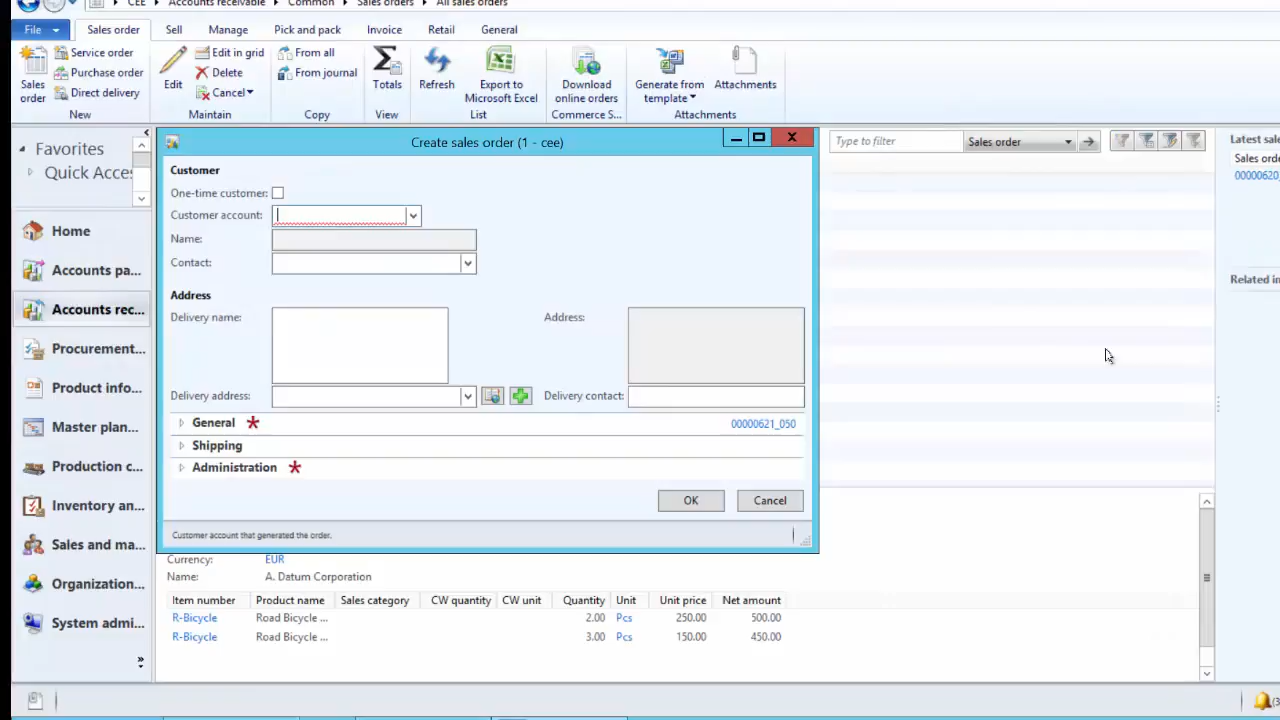 CEE Accounts receivable Common Sales orders All sales orders
File Sales order Sell Manage Pick and pack Invoice Retail General
Sales order
Service order
Purchase order
Direct delivery
New
Edit
Edit in grid
Delete
Cancel
Maintain
From all
From journal
Copy
Totals
View
Refresh
Export to Microsoft Excel
List
Download online orders
Commerce S...
Generate from template
Attachments
Attachments
Favorites
Quick Acce
Home
Accounts pa...
Accounts rec...
Procurement...
Product info...
Master plan...
Production c...
Inventory an...
Sales and ma...
Organization...
System admi...
Create sales order (1 - cee)
Customer
One-time customer:
Customer account:
Name:
Contact:
Address
Delivery name:
Address:
Delivery address:
Delivery contact:
General * 00000621_050
Shipping
Administration *
OK Cancel
Customer account that generated the order.
Type to filter Sales order
Latest sale
Sales orde
00000620_
Related in
Currency: EUR
Name: A. Datum Corporation
Item number Product name Sales category CW quantity CW unit Quantity Unit Unit price Net amount
R-Bicycle Road Bicycle ... 2.00 Pcs 250.00 500.00
R-Bicycle Road Bicycle ... 3.00 Pcs 150.00 450.00